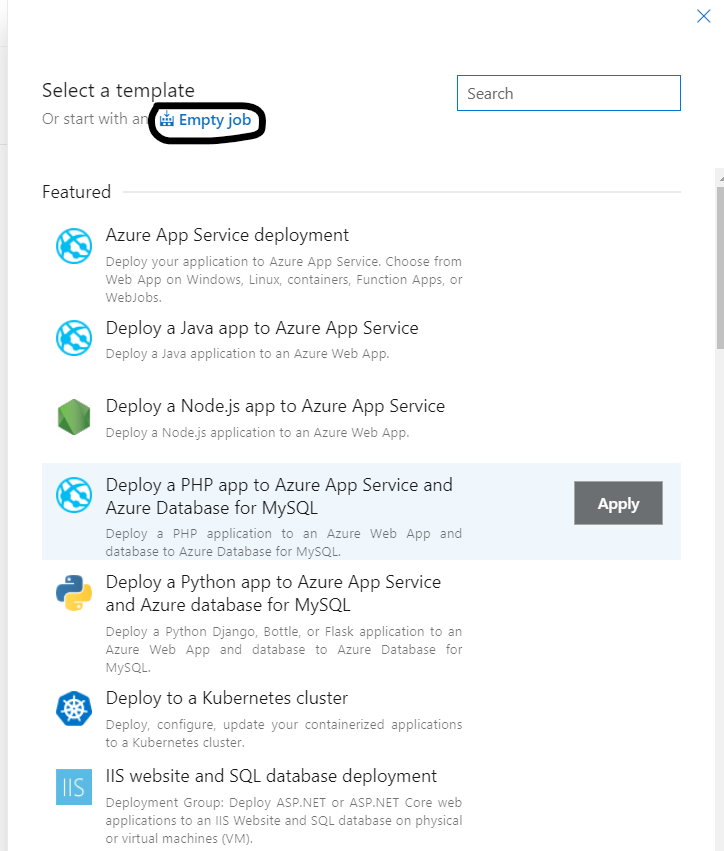 Select a template
Search
Or start with an Empty job
Featured
Azure App Service deployment
Deploy your application to Azure App Service. Choose from
Web App on Windows, Linux, containers, Function Apps, or
WebJobs.
Deploy a Java app to Azure App Service
Deploy a Java application to an Azure Web App.
Deploy a Node.js app to Azure App Service
Deploy a Node.js application to an Azure Web App.
Deploy a PHP app to Azure App Service and
Azure Database for MySQL
Apply
Deploy a PHP application to an Azure Web App and
database to Azure Database for MySQL.
Deploy a Python app to Azure App Service
and Azure database for MySQL
Deploy a Python Django, Bottle, or Flask application to an
Azure Web App and database to Azure Database for
MySQL.
Deploy to a Kubernetes cluster
Deploy, configure, update your containerized applications
to a Kubernetes cluster.
IIS
IIS website and SQL database deployment
Deployment Group: Deploy ASP.NET or ASP.NET Core web
applications to an IIS Website and SQL database on physical
or virtual machines (VM).